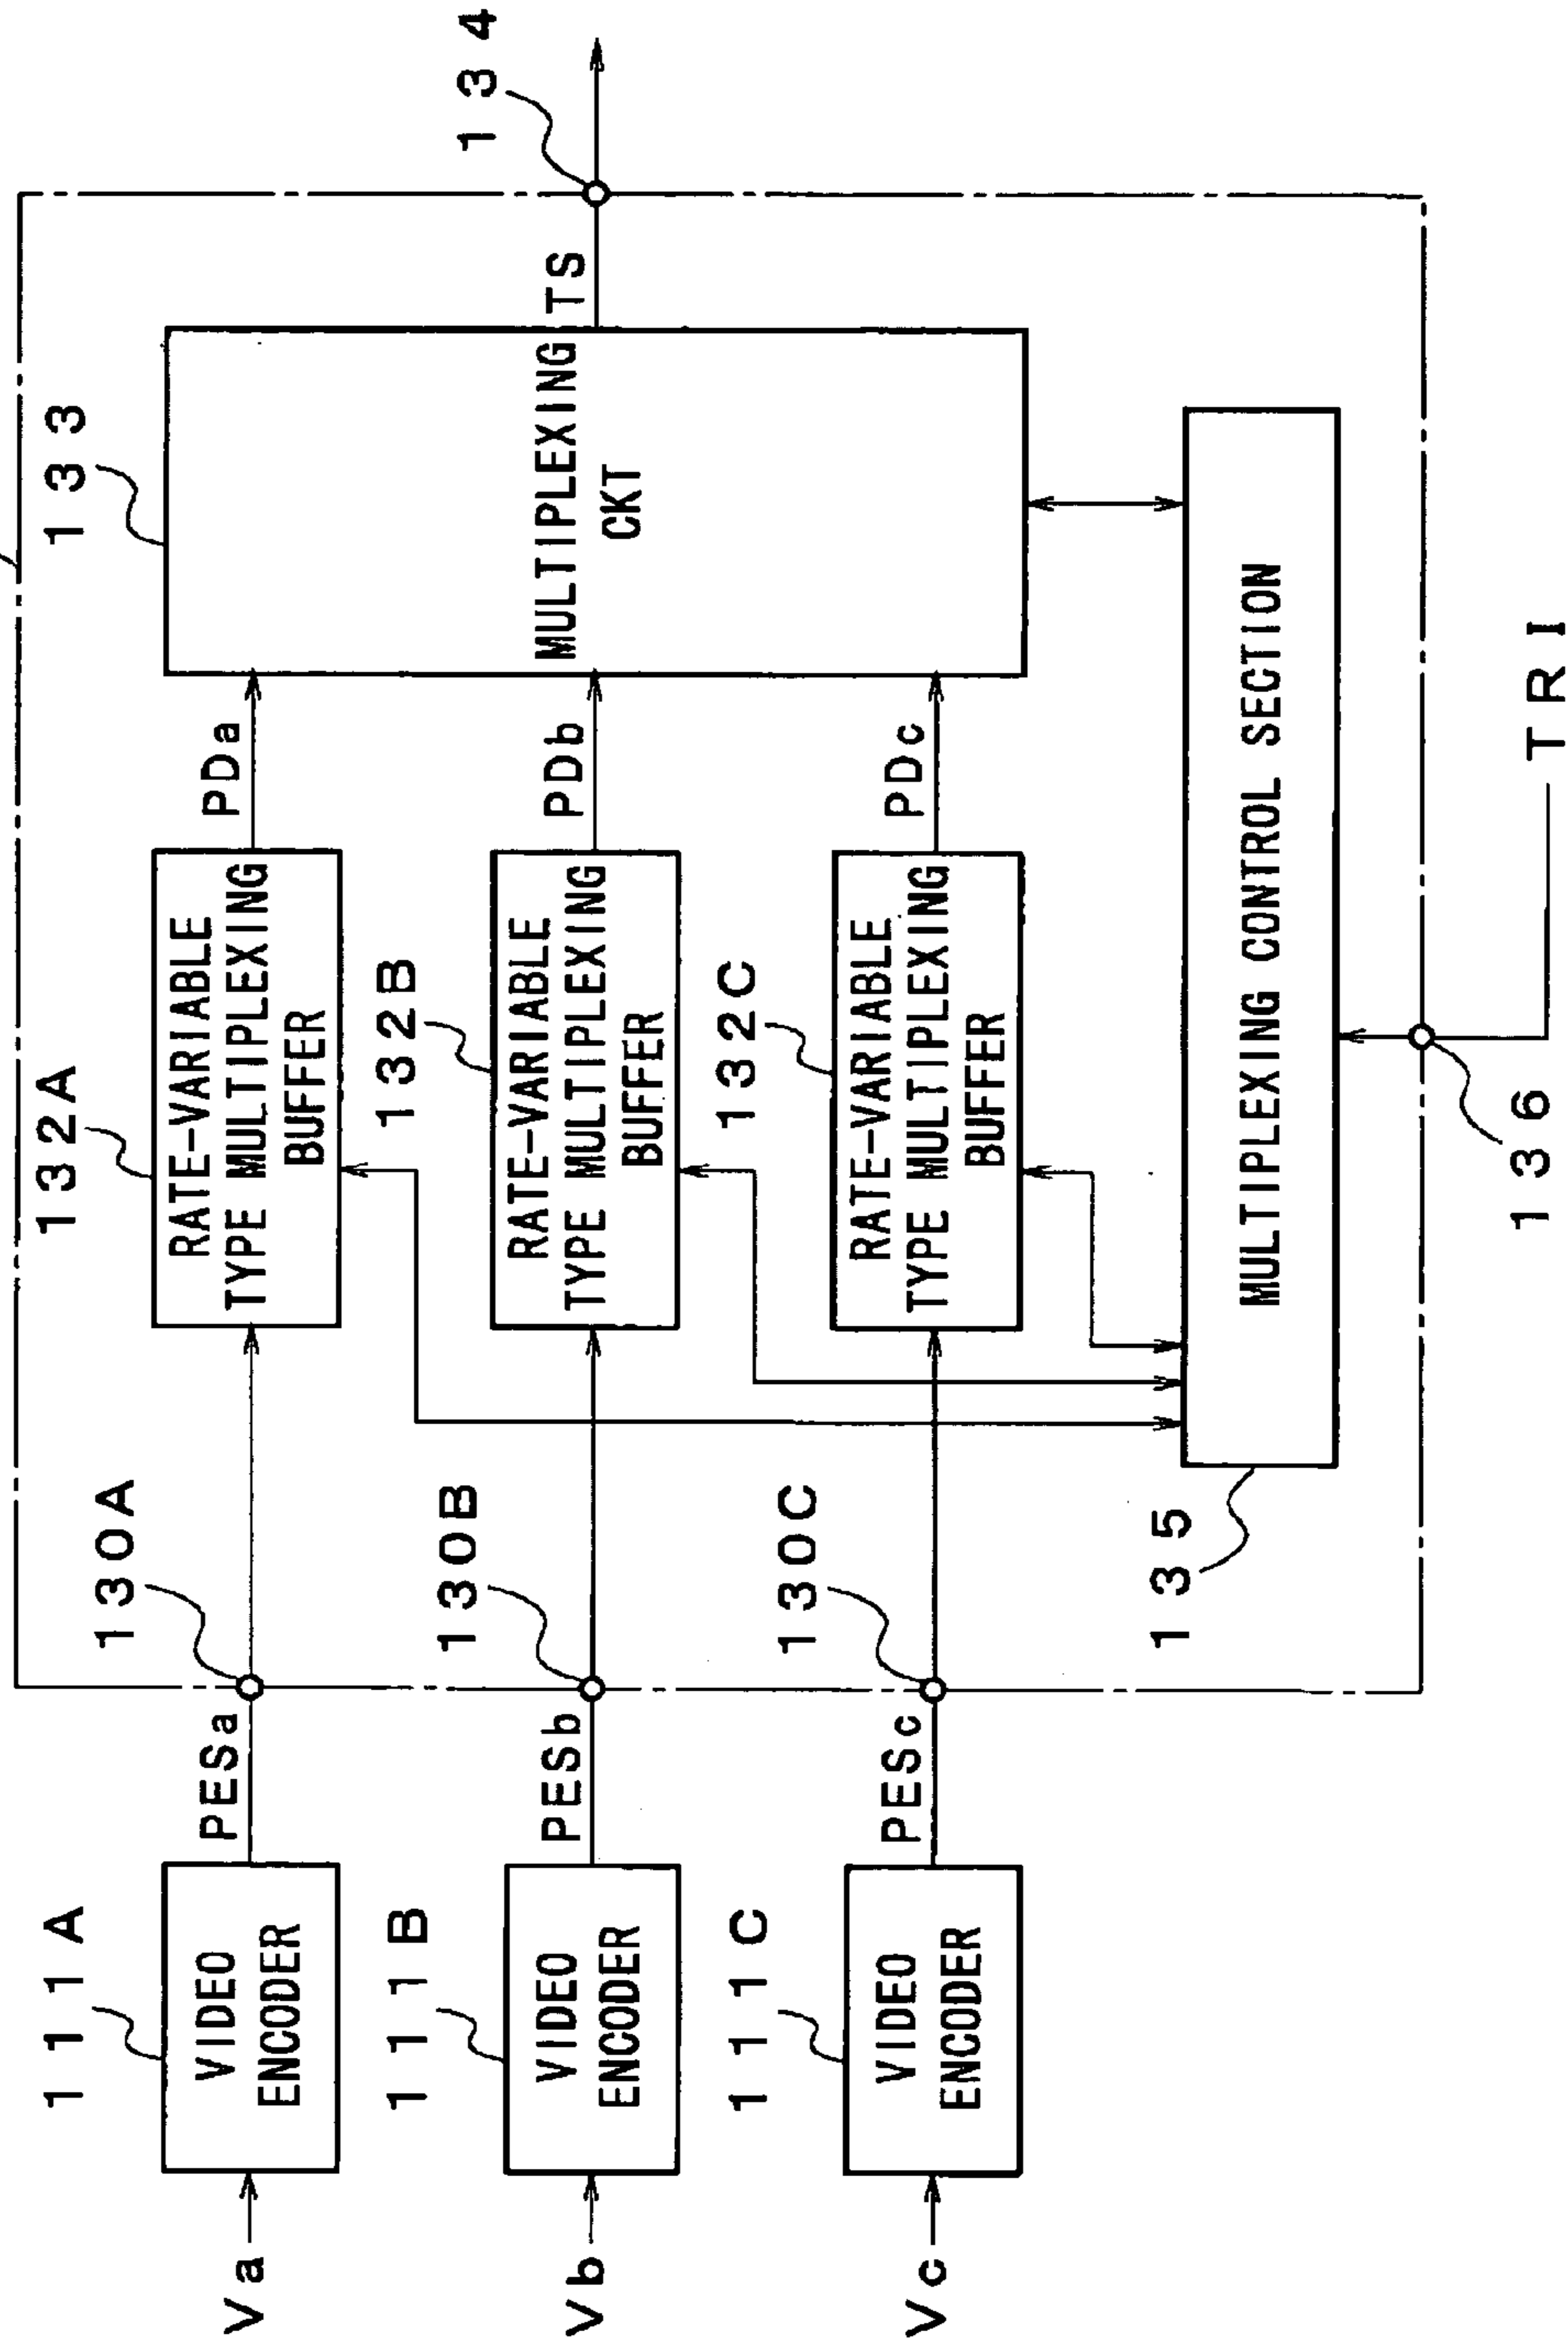 Va
111A
VIDEO
ENCODER
PESa
130A
132A
RATE-VARIABLE
TYPE MULTIPLEXING
BUFFER
PDa
133
MULTIPLEXING
CKT
TS
134
Vb
111B
VIDEO
ENCODER
PESb
130B
132B
RATE-VARIABLE
TYPE MULTIPLEXING
BUFFER
PDb
Vc
111C
VIDEO
ENCODER
PESc
130C
132C
RATE-VARIABLE
TYPE MULTIPLEXING
BUFFER
PDc
135
MULTIPLEXING CONTROL SECTION
136
TRI